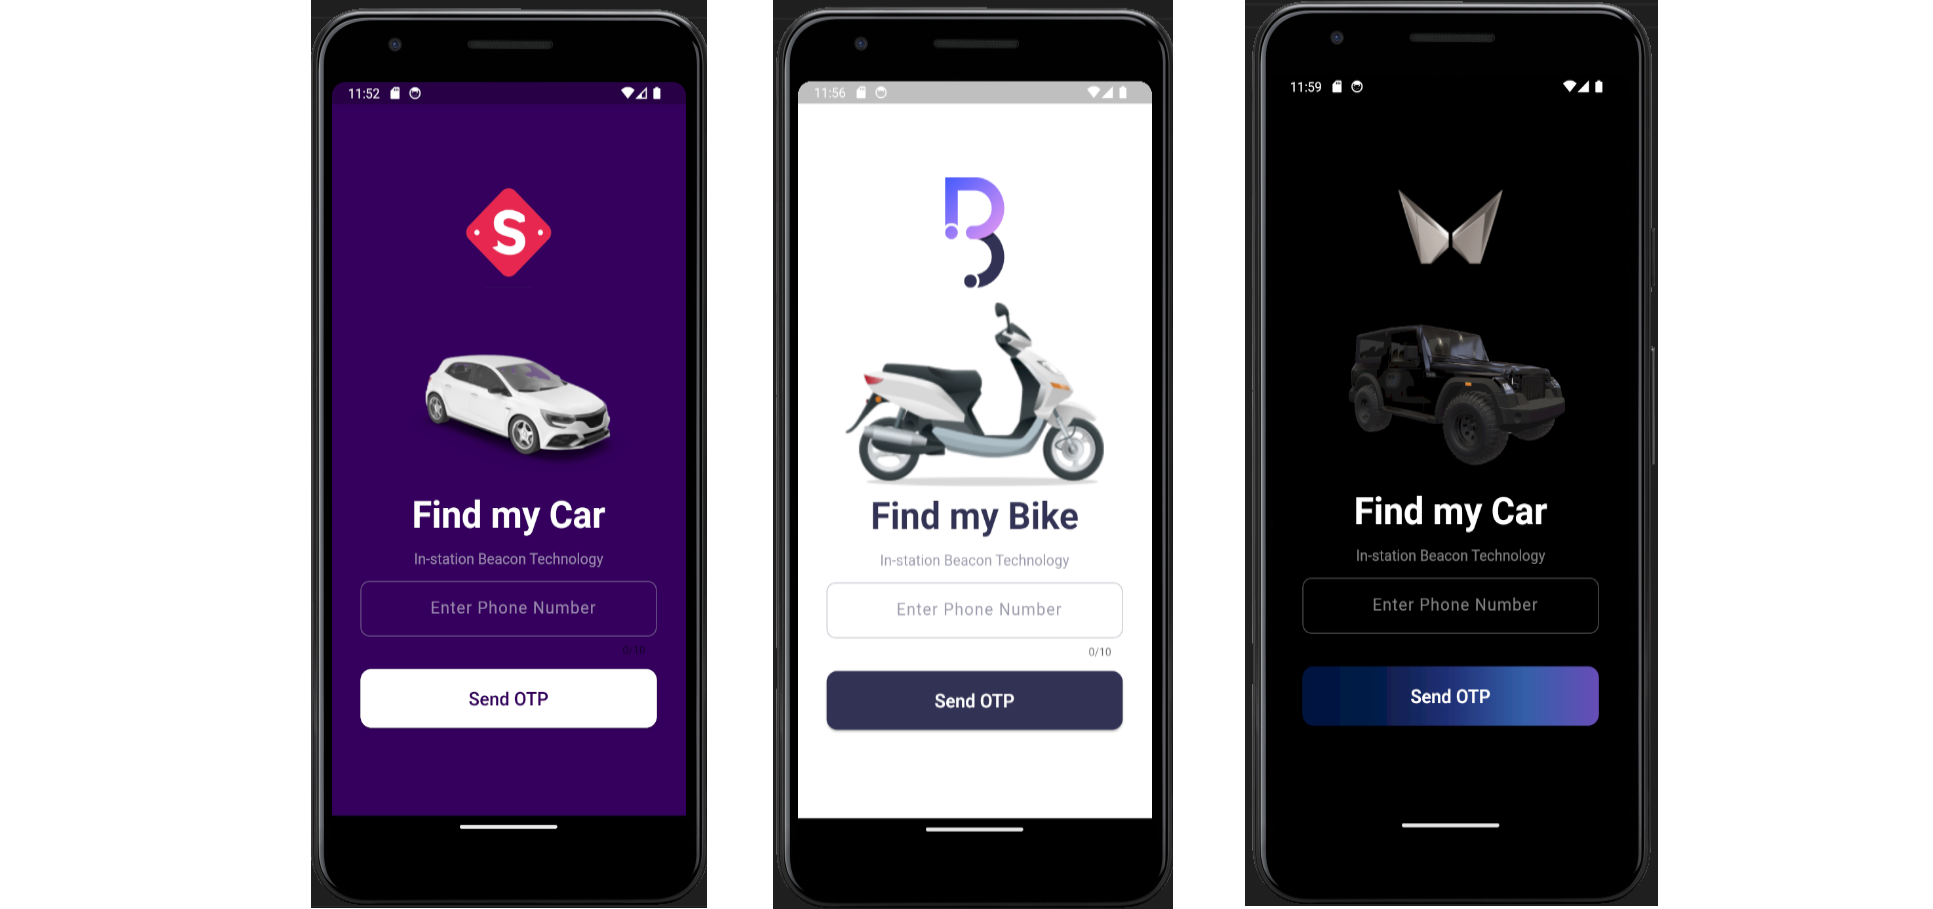 11:52
S
Find my Car
In-station Beacon Technology
Enter Phone Number
0/10
Send OTP
11:56
B
Find my Bike
In-station Beacon Technology
Enter Phone Number
0/10
Send OTP
11:59
Find my Car
In-station Beacon Technology
Enter Phone Number
Send OTP